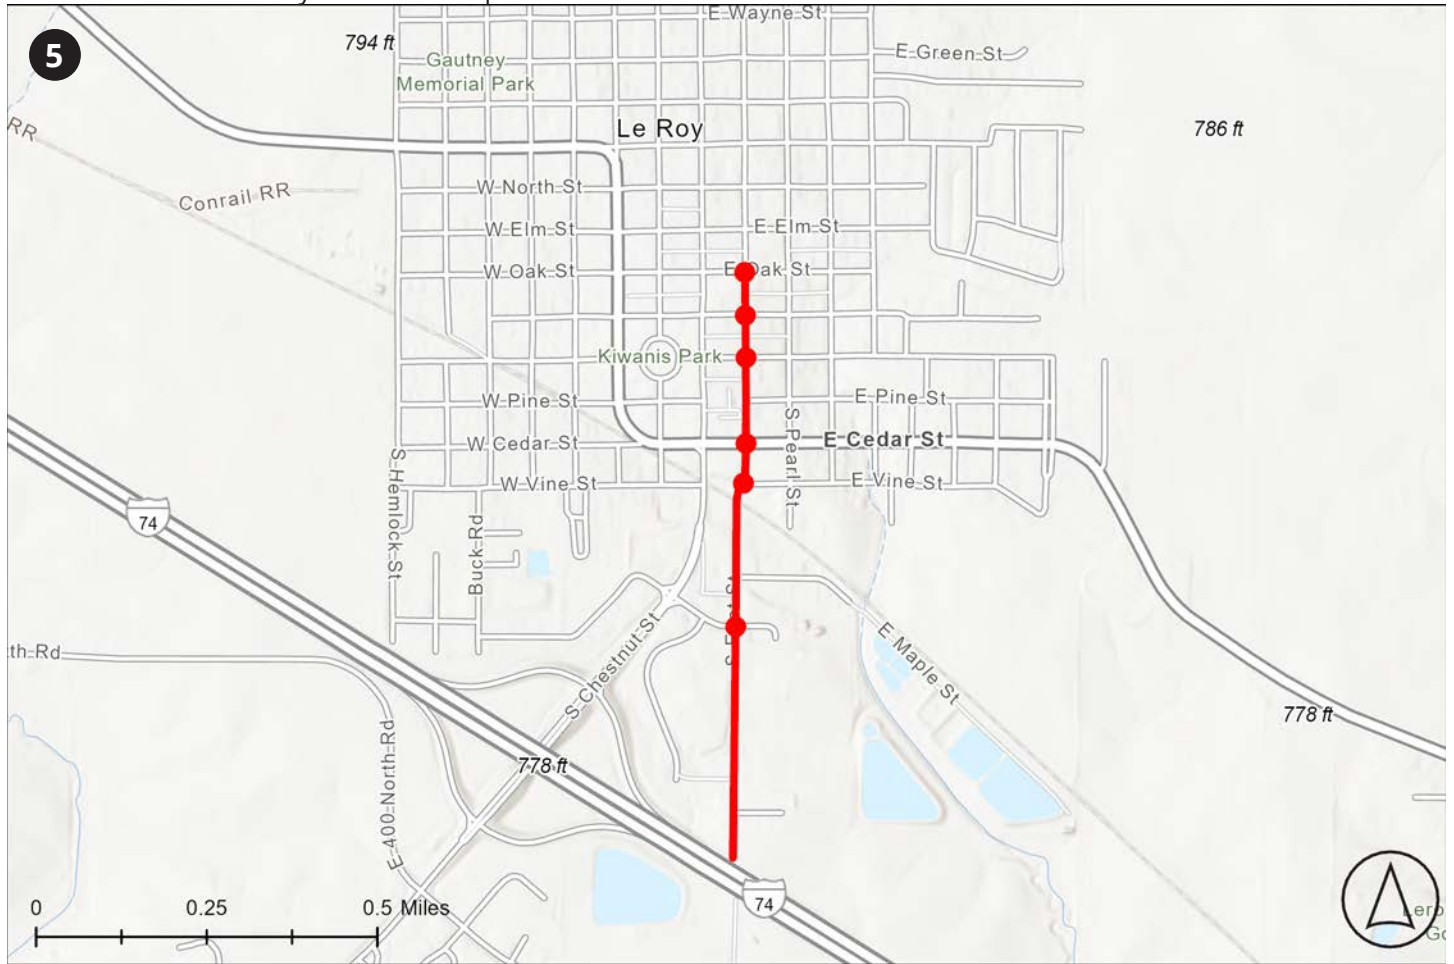 E Wayne St
5
794 ft
E Green St
Gautney
Memorial Park
Le Roy
786 ft
RR
W North St
Conrail RR
E Elm St
W Elm St
W Oak St
Kiwanis Park
W Pine St
E Pine St
W Cedar St
S Pearl St
E Cedar St
S Hemlock St
W Vine St
E Vine St
74
Buck Rd
th Rd
E Maple St
S Chestnut St
778 ft
778 ft
E 400 North Rd
0
0.25
0.5 Miles
74